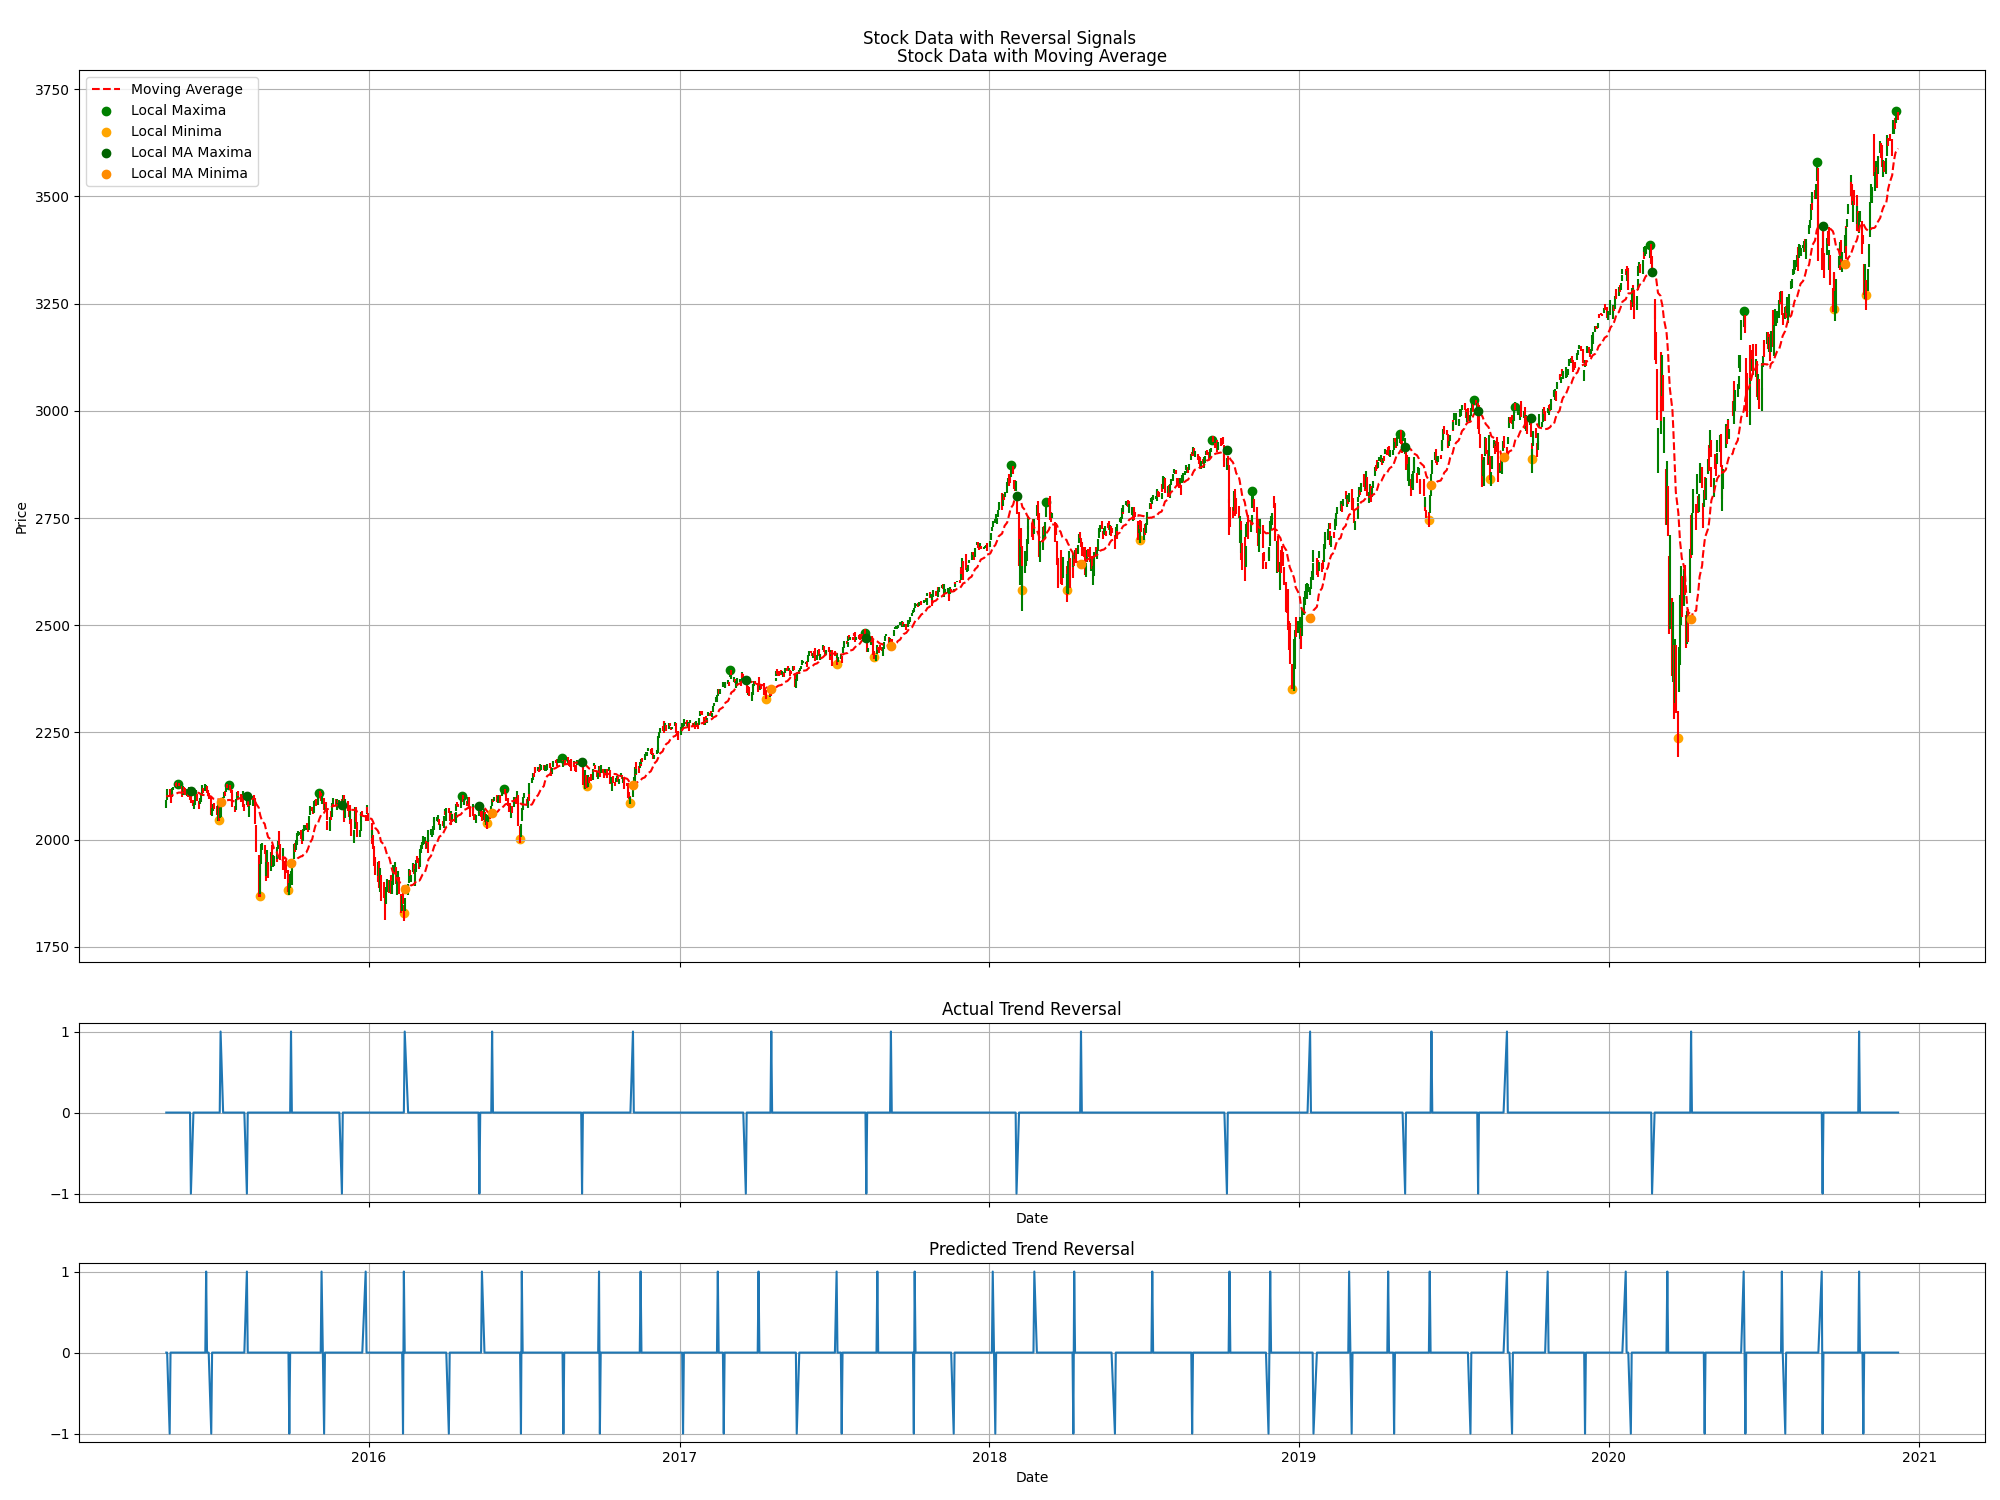 Stock Data with Reversal Signals
Stock Data with Moving Average
Moving Average
Local Maxima
Local Minima
Local MA Maxima
Local MA Minima
Price
3750
3500
3250
3000
2750
2500
2250
2000
1750
Actual Trend Reversal
1
0
−1
Date
Predicted Trend Reversal
1
0
−1
2016 2017 2018 2019 2020 2021
Date